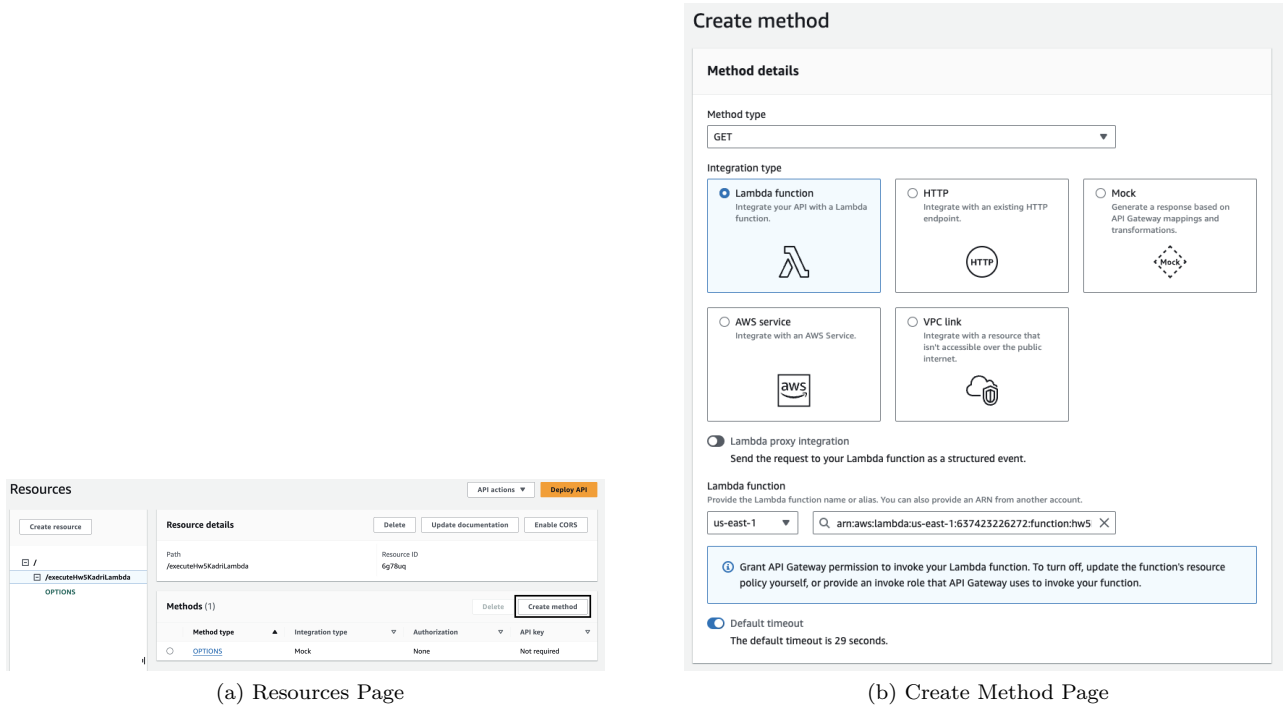 Resources
API actions
Deploy API
Create resource
/
/executeHw5KadriLambda
OPTIONS
Resource details
Delete
Update documentation
Enable CORS
Path
/executeHw5KadriLambda
Resource ID
6g78uq
Methods (1)
Delete
Create method
Method type
Integration type
Authorization
API key
OPTIONS
Mock
None
Not required
(a) Resources Page
Create method
Method details
Method type
GET
Integration type
Lambda function
Integrate your API with a Lambda
function.
HTTP
Integrate with an existing HTTP
endpoint.
HTTP
Mock
Generate a response based on
API Gateway mappings and
transformations.
Mock
AWS service
Integrate with an AWS Service.
aws
VPC link
Integrate with a resource that
isn't accessible over the public
internet.
Lambda proxy integration
Send the request to your Lambda function as a structured event.
Lambda function
Provide the Lambda function name or alias. You can also provide an ARN from another account.
us-east-1
arn:aws:lambda:us-east-1:637423226272:function:hw5
Grant API Gateway permission to invoke your Lambda function. To turn off, update the function's resource
policy yourself, or provide an invoke role that API Gateway uses to invoke your function.
Default timeout
The default timeout is 29 seconds.
(b) Create Method Page